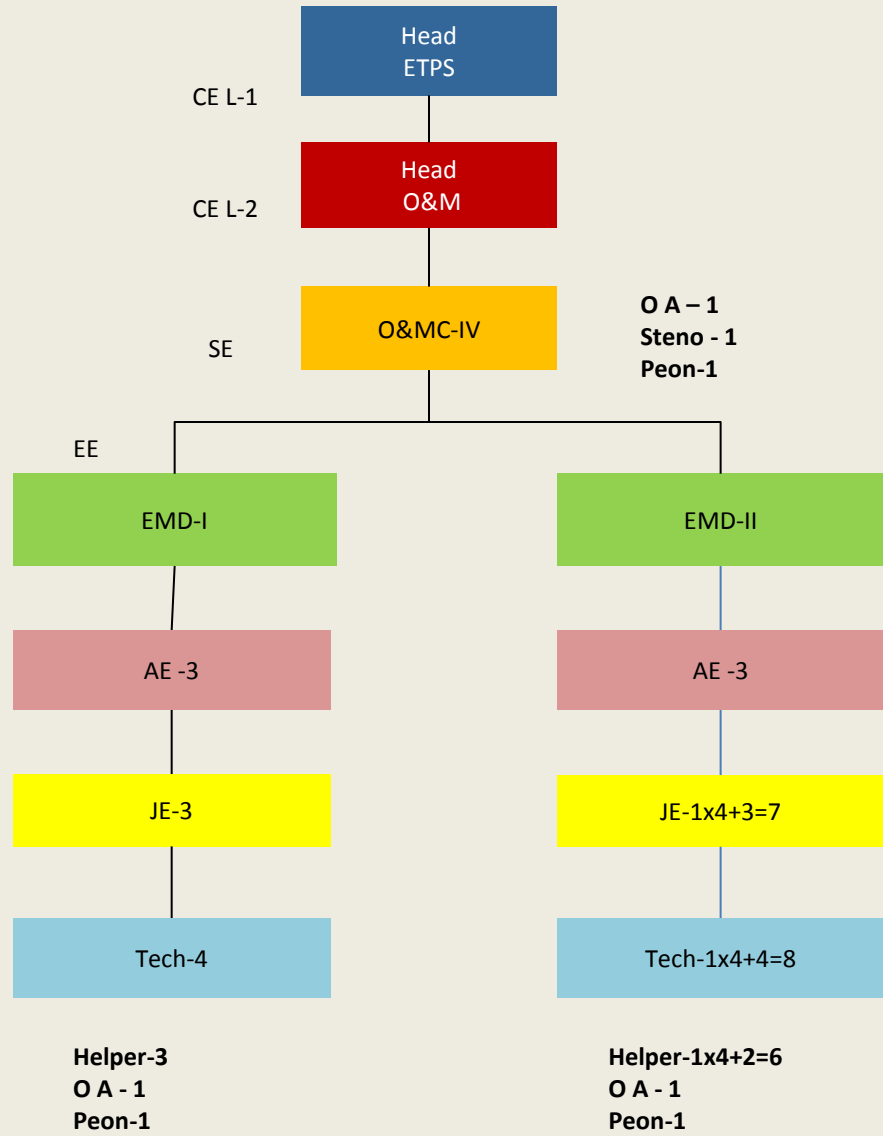 Head
ETPS
CE L-1
Head
O&M
CE L-2
O&MC-IV
SE
O A – 1
Steno - 1
Peon-1
EE
EMD-I
EMD-II
AE -3
AE -3
JE-3
JE-1x4+3=7
Tech-4
Tech-1x4+4=8
Helper-3
O A - 1
Peon-1
Helper-1x4+2=6
O A - 1
Peon-1